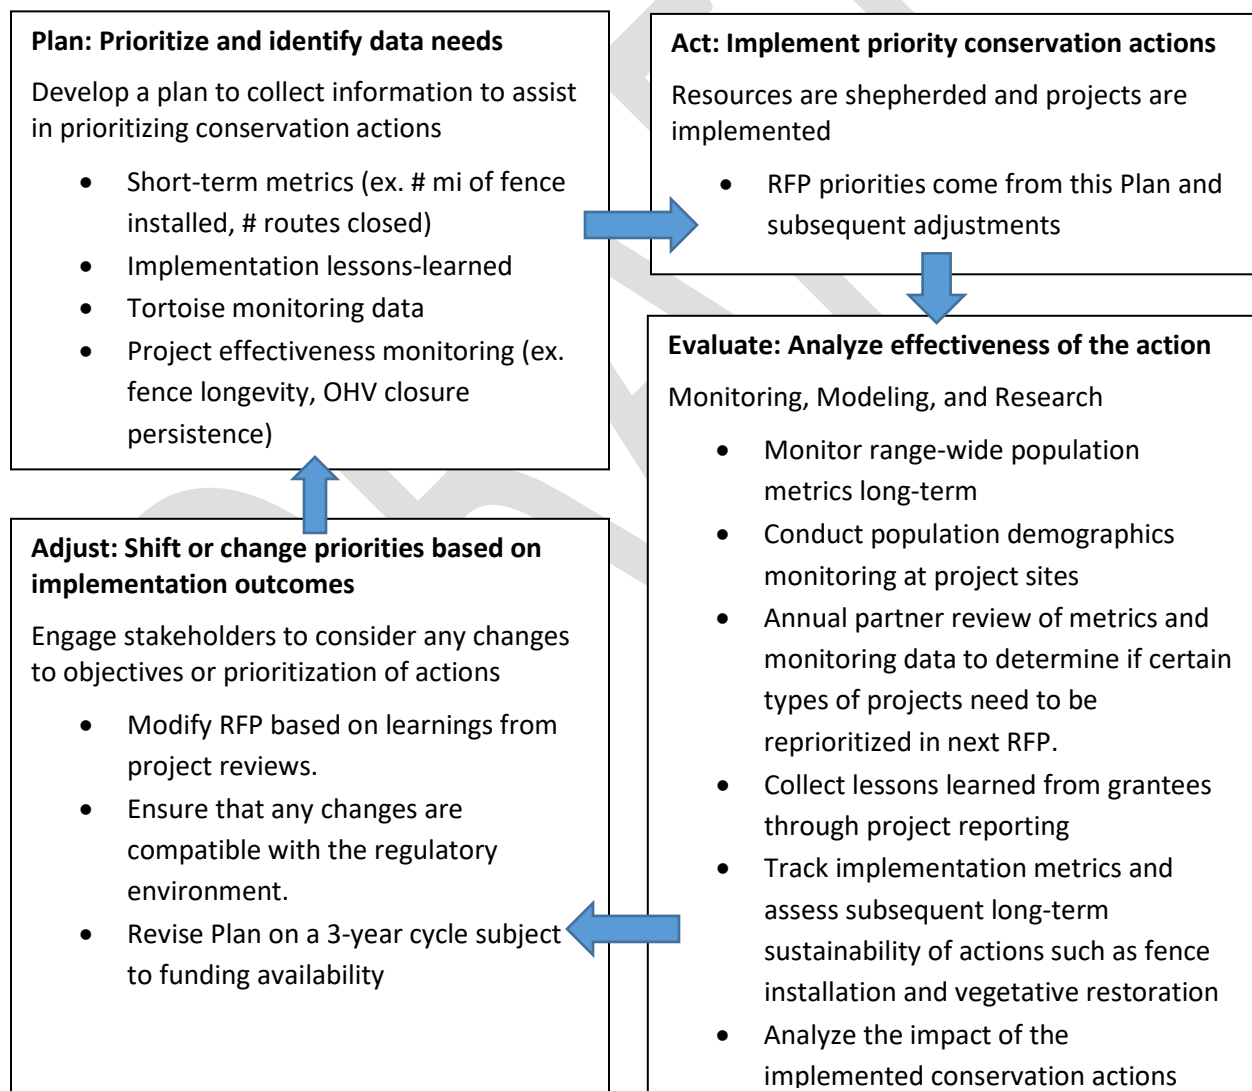 Plan: Prioritize and identify data needs
Develop a plan to collect information to assist
in prioritizing conservation actions
• Short-term metrics (ex. # mi of fence
installed, # routes closed)
• Implementation lessons-learned
• Tortoise monitoring data
• Project effectiveness monitoring (ex.
fence longevity, OHV closure
persistence)
Act: Implement priority conservation actions
Resources are shepherded and projects are
implemented
• RFP priorities come from this Plan and
subsequent adjustments
Evaluate: Analyze effectiveness of the action
Monitoring, Modeling, and Research
• Monitor range-wide population
metrics long-term
• Conduct population demographics
monitoring at project sites
• Annual partner review of metrics and
monitoring data to determine if certain
types of projects need to be
reprioritized in next RFP.
• Collect lessons learned from grantees
through project reporting
• Track implementation metrics and
assess subsequent long-term
sustainability of actions such as fence
installation and vegetative restoration
• Analyze the impact of the
implemented conservation actions
Adjust: Shift or change priorities based on
implementation outcomes
Engage stakeholders to consider any changes
to objectives or prioritization of actions
• Modify RFP based on learnings from
project reviews.
• Ensure that any changes are
compatible with the regulatory
environment.
• Revise Plan on a 3-year cycle subject
to funding availability